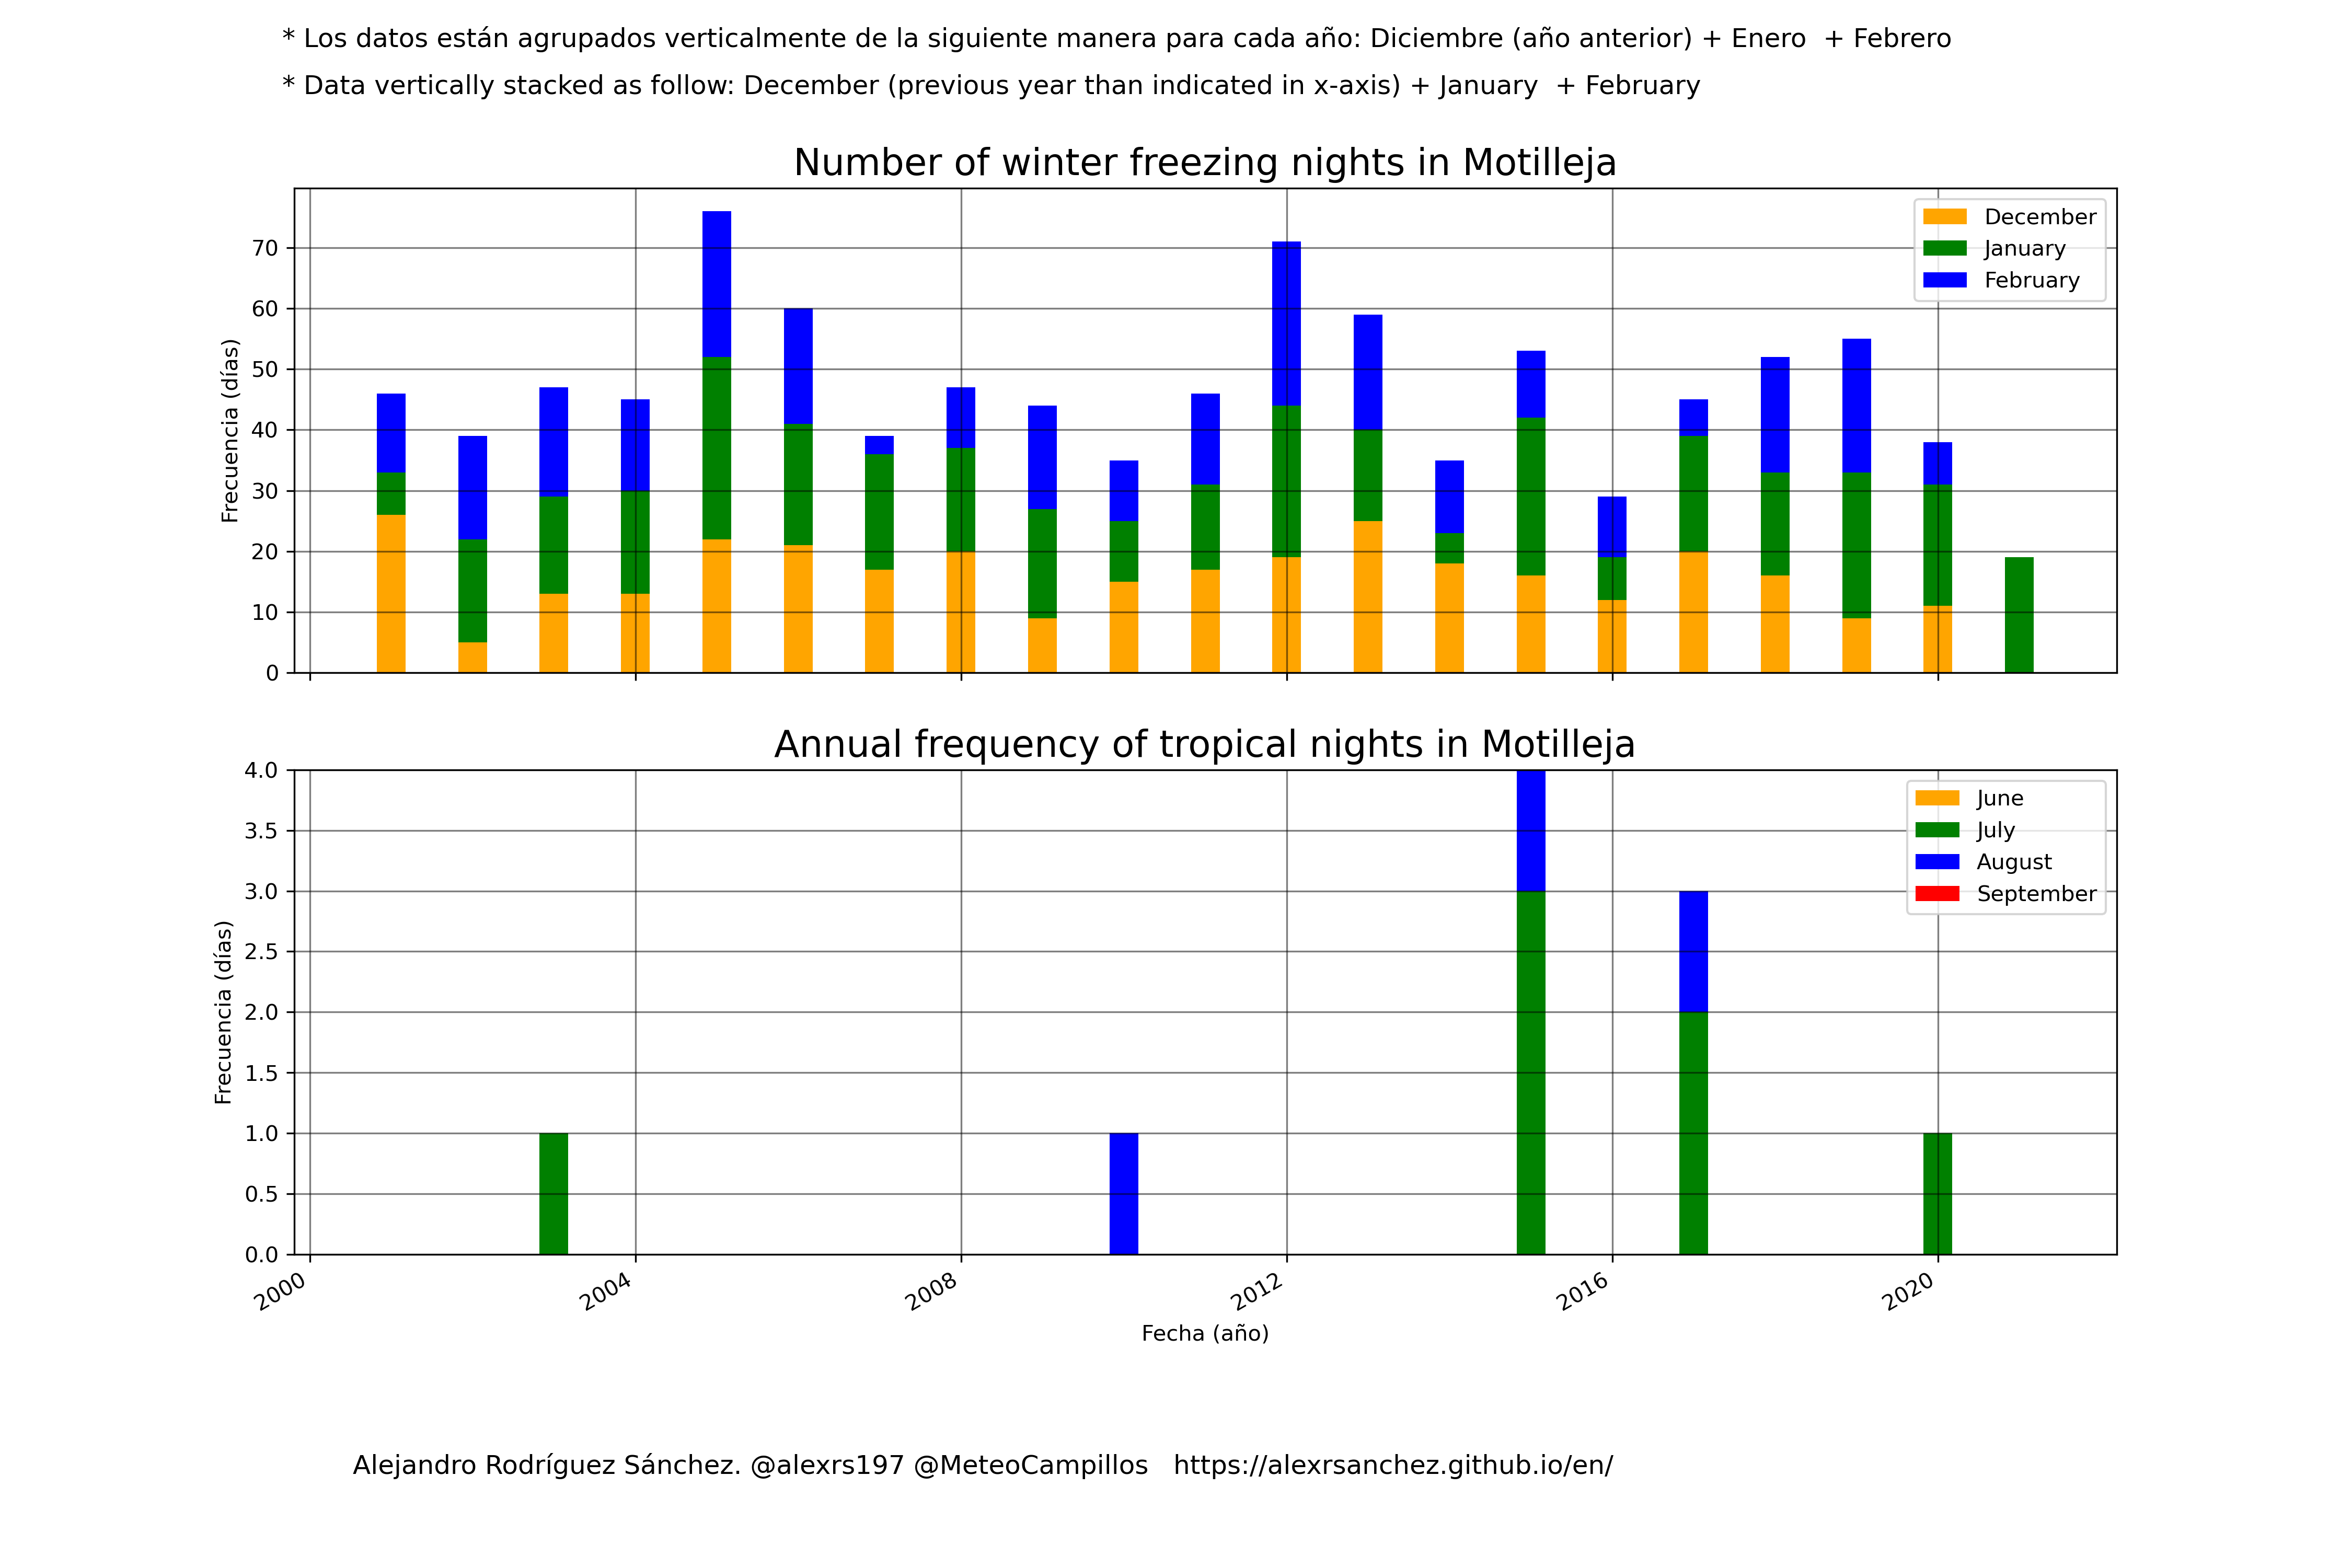 * Los datos están agrupados verticalmente de la siguiente manera para cada año: Diciembre (año anterior) + Enero  + Febrero
* Data vertically stacked as follow: December (previous year than indicated in x-axis) + January  + February
Number of winter freezing nights in Motilleja
Frecuencia (días)
70
60
50
40
30
20
10
0
December
January
February
Annual frequency of tropical nights in Motilleja
Frecuencia (días)
4.0
3.5
3.0
2.5
2.0
1.5
1.0
0.5
0.0
June
July
August
September
2000
2004
2008
2012
2016
2020
Fecha (año)
Alejandro Rodríguez Sánchez. @alexrs197 @MeteoCampillos   https://alexrsanchez.github.io/en/